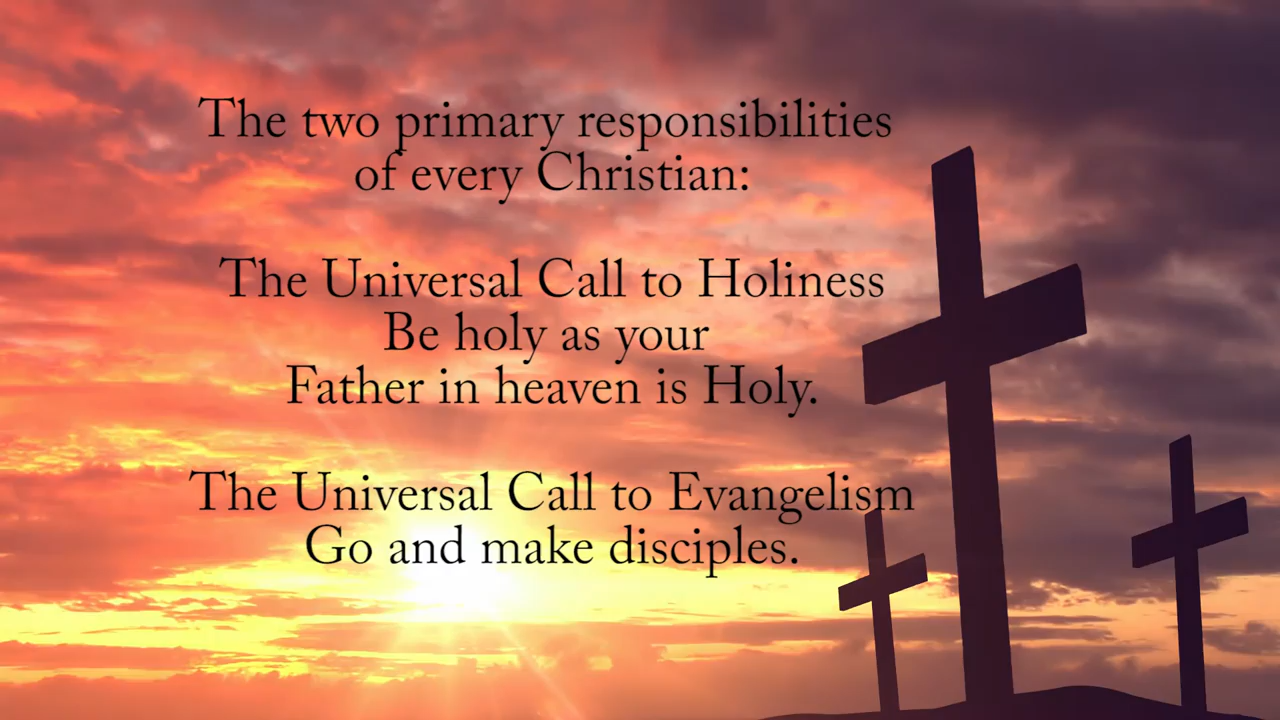 The two primary responsibilities
of every Christian:
The Universal Call to Holiness
Be holy as your
Father in heaven is Holy.
The Universal Call to Evangelism
Go and make disciples.